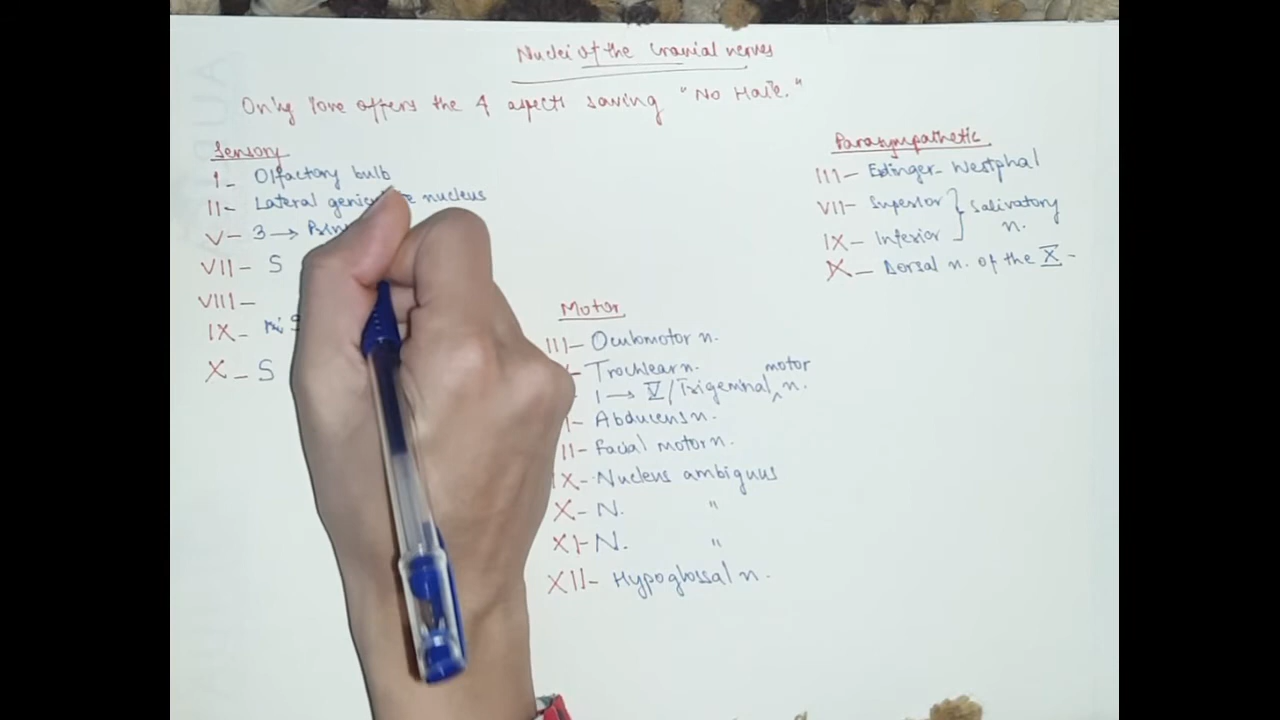 Nuclei of the Cranial nerves
Only love offers the 4 aspects saving "No Hate."
Sensory
I- Olfactory bulb
II- Lateral nucleus
V- 3 →
VII- S
VIII-
IX-
X- S
Motor
III- Oculomotor n.
Trochlear n.
1 → V/Trigeminal motor n.
Abducens n.
Facial motor n.
IX- Nucleus ambiguus
X- N. "
XI- N. "
XII- Hypoglossal n.
Parasympathetic
III- Edinger-Westphal
VII- Superior } Salivatory n.
IX- Inferior
X- Dorsal n. of the X -